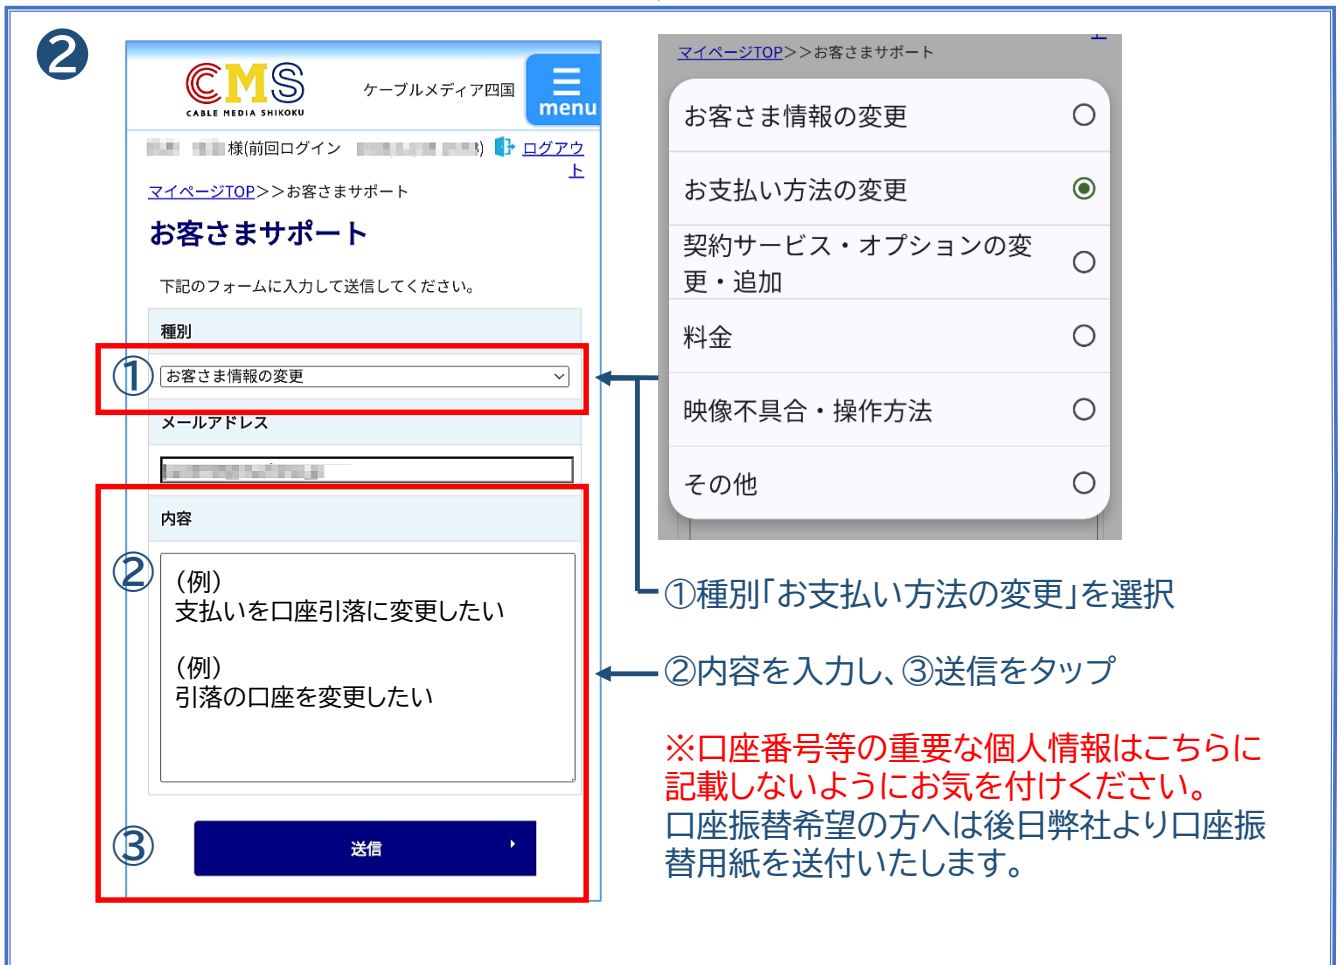 ❷
CMS
CABLE MEDIA SHIKOKU
ケーブルメディア四国
menu
様(前回ログイン
) ログアウ
ト
マイページTOP>>お客さまサポート
お客さまサポート
下記のフォームに入力して送信してください。
種別
①
お客さま情報の変更
メールアドレス
内容
②
（例）
支払いを口座引落に変更したい
（例）
引落の口座を変更したい
③
送信
マイページTOP>>お客さまサポート
お客さま情報の変更
お支払い方法の変更
契約サービス・オプションの変
更・追加
料金
映像不具合・操作方法
その他
①種別「お支払い方法の変更」を選択
②内容を入力し、③送信をタップ
※口座番号等の重要な個人情報はこちらに
記載しないようにお気を付けください。
口座振替希望の方へは後日弊社より口座振
替用紙を送付いたします。